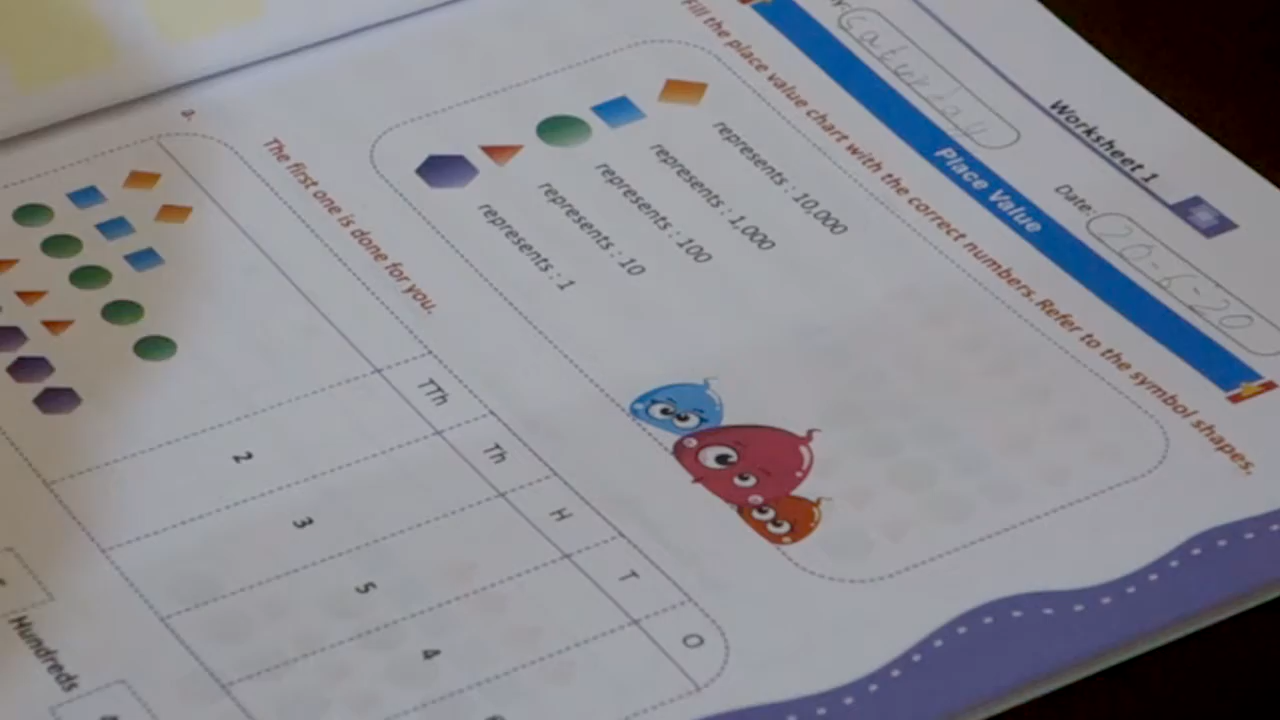 Worksheet 1
Saturday
Date:
20-6-20
Place Value
Fill the place value chart with the correct numbers. Refer to the symbol shapes.
represents : 10,000
represents : 1,000
represents : 100
represents : 10
represents : 1
The first one is done for you.
a.
TTh Th H T O
2 3 5 4
Hundreds